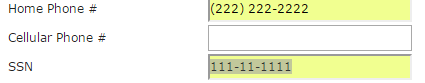 Home Phone # (222) 222-2222
Cellular Phone #
SSN 111-11-1111